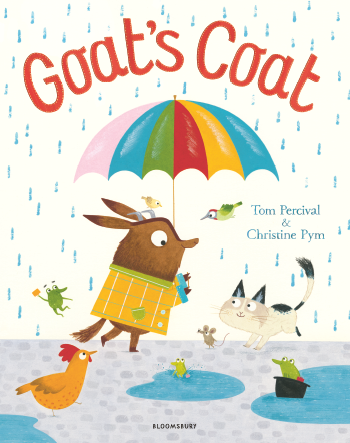 Goat's Coat
Tom Percival
&
Christine Pym
BLOOMSBURY